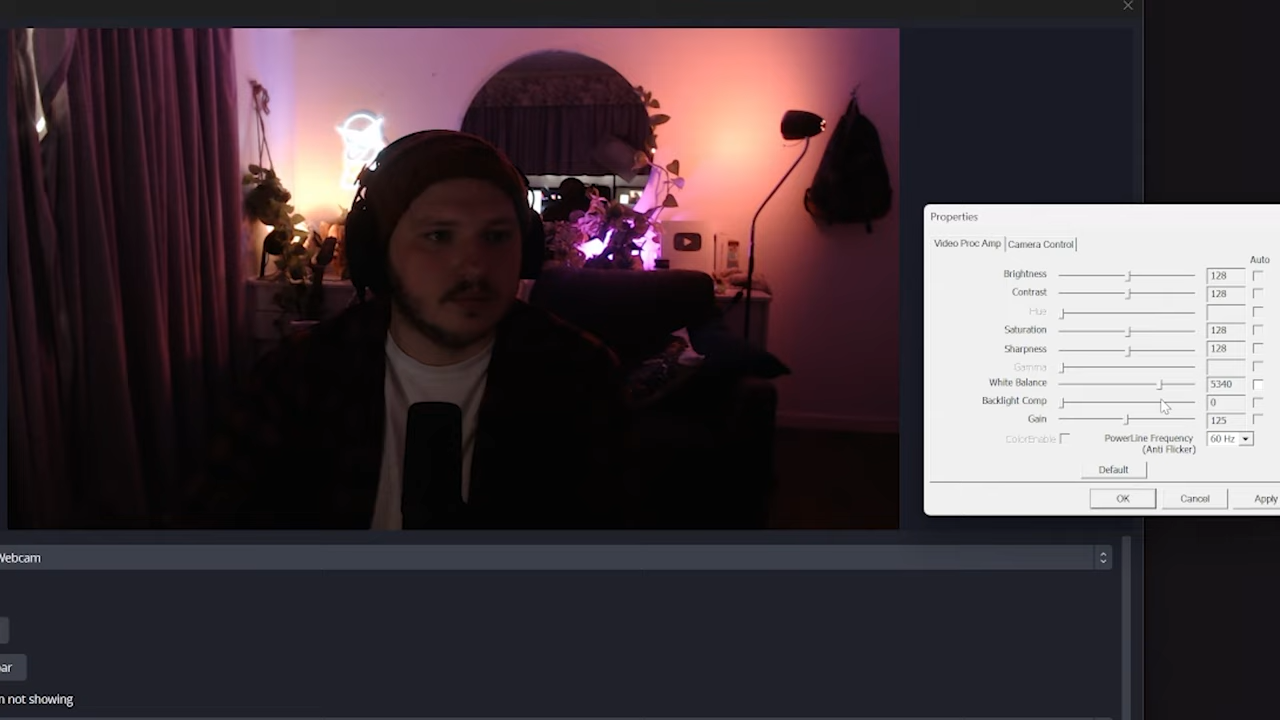 Properties
Video Proc Amp
Camera Control
Auto
Brightness 128
Contrast 128
Hue
Saturation 128
Sharpness 128
Gamma
White Balance 5340
Backlight Comp 0
Gain 125
ColorEnable
PowerLine Frequency 60 Hz
(Anti Flicker)
Default
OK Cancel Apply
Webcam
not showing